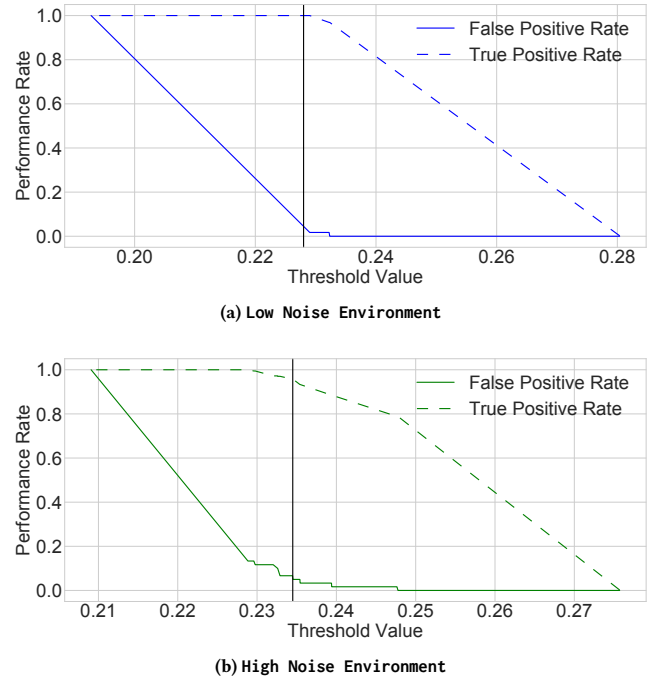 1.0
0.8
0.6
0.4
0.2
0.0
Performance Rate
False Positive Rate
True Positive Rate
0.20 0.22 0.24 0.26 0.28
Threshold Value
(a) Low Noise Environment
1.0
0.8
0.6
0.4
0.2
0.0
Performance Rate
False Positive Rate
True Positive Rate
0.21 0.22 0.23 0.24 0.25 0.26 0.27
Threshold Value
(b) High Noise Environment